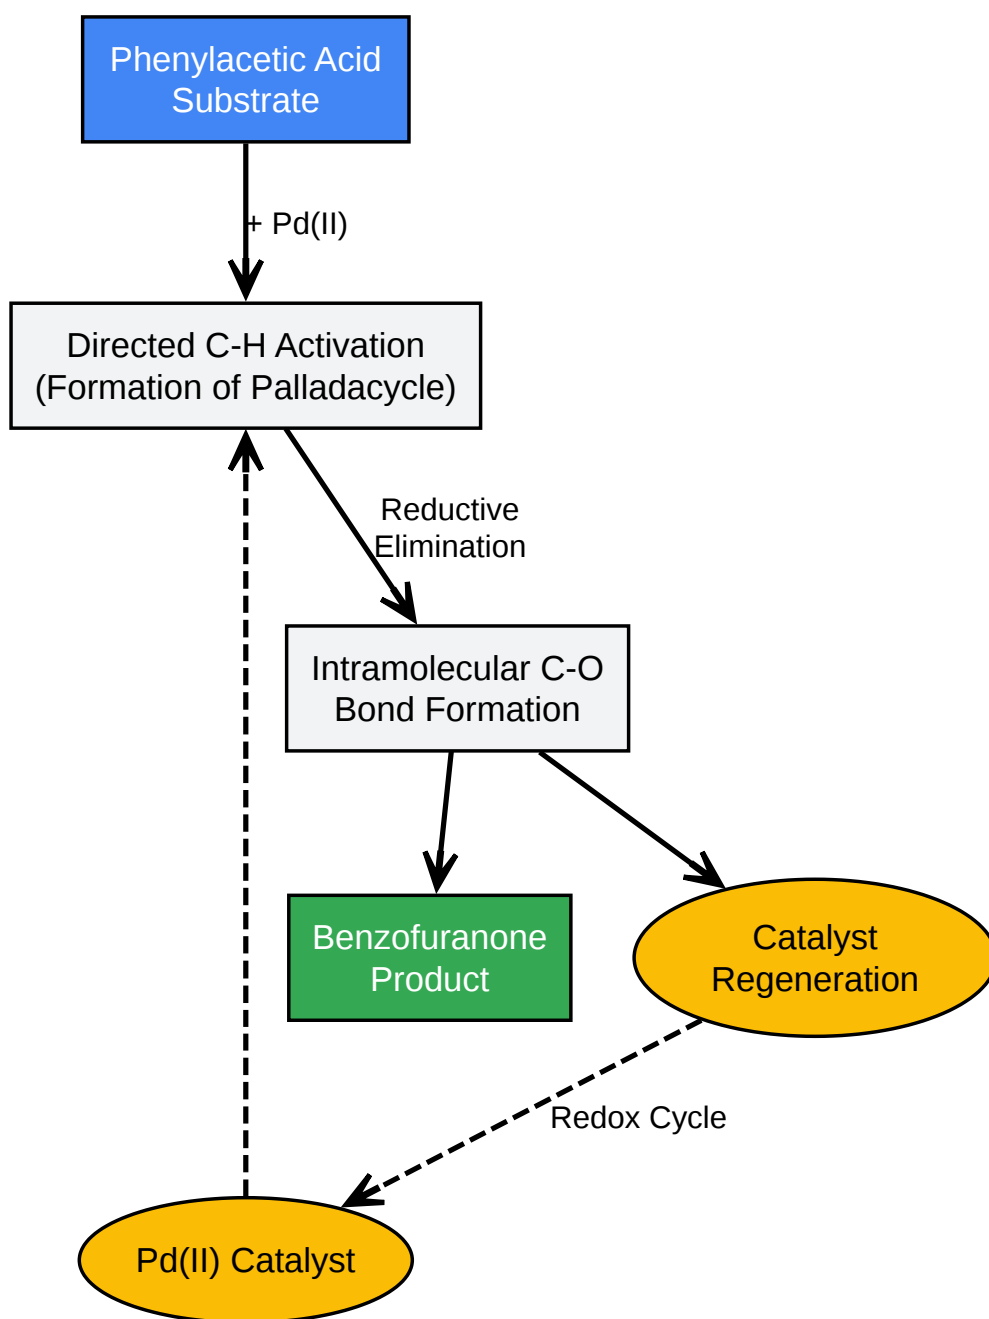 Phenylacetic Acid
Substrate
+ Pd(II)
Directed C-H Activation
(Formation of Palladacycle)
Reductive
Elimination
Intramolecular C-O
Bond Formation
Benzofuranone
Product
Catalyst
Regeneration
Redox Cycle
Pd(II) Catalyst